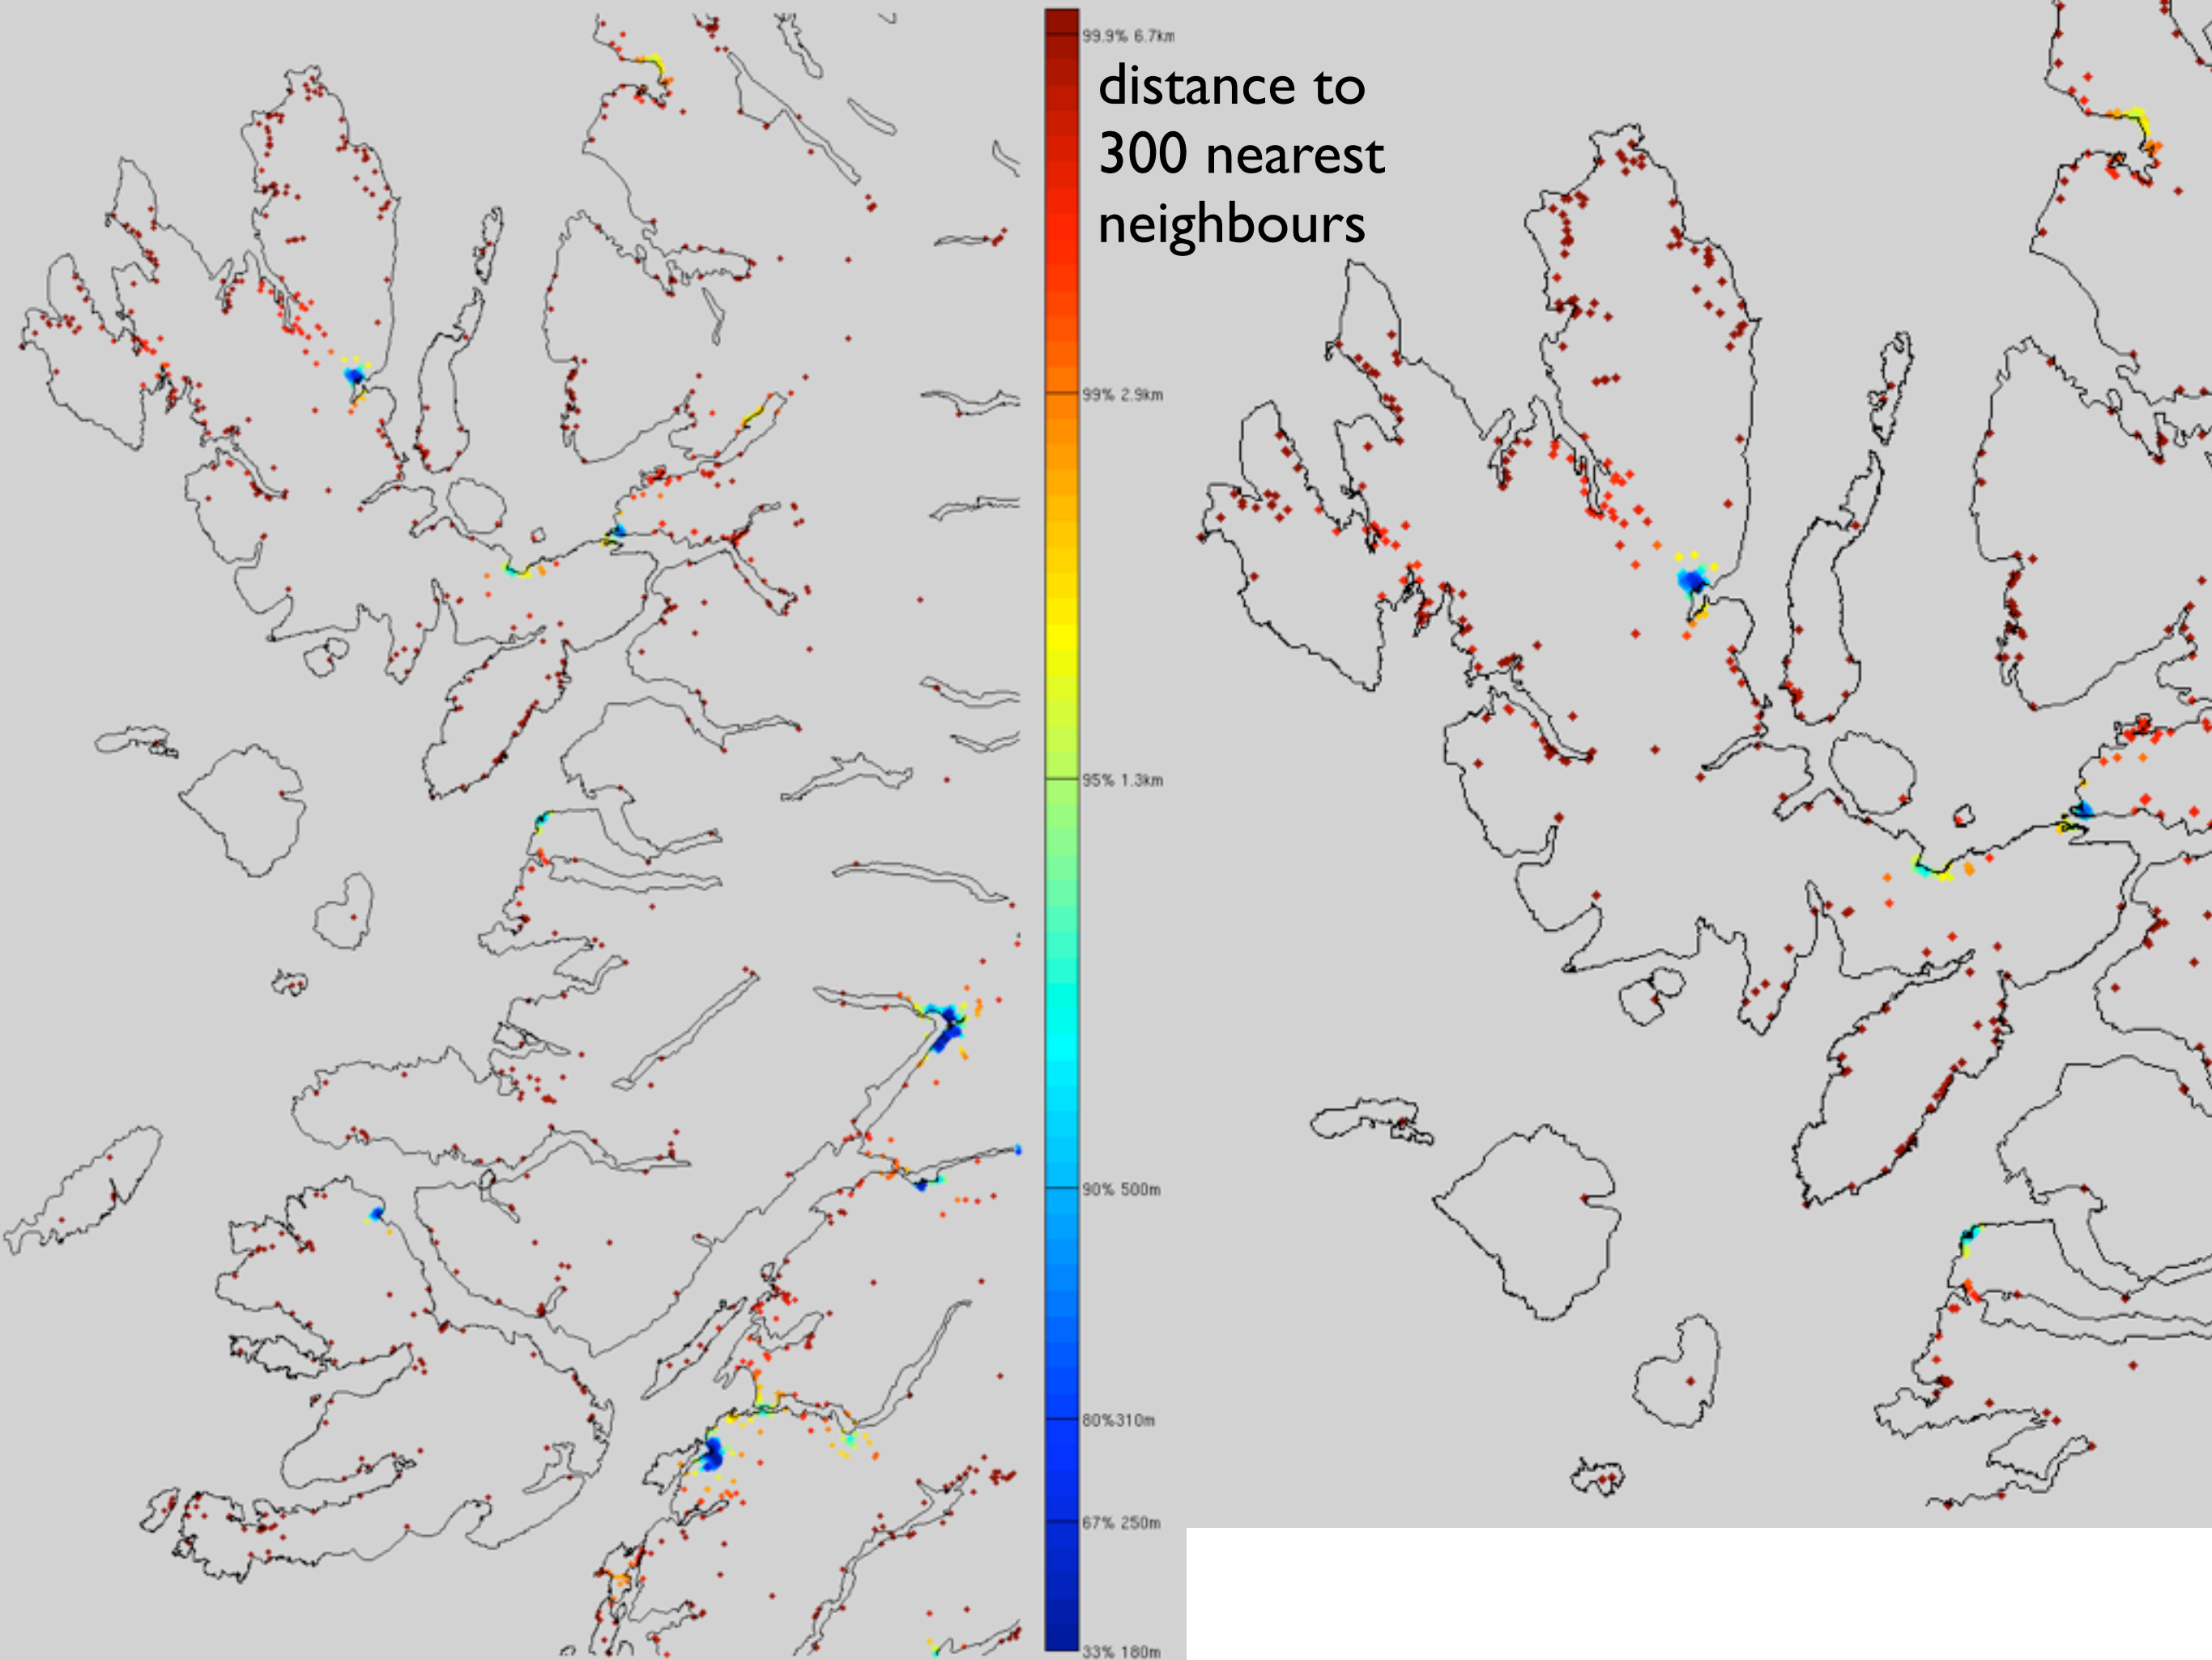 99.9% 6.7km
distance to
300 nearest
neighbours
99% 2.9km
95% 1.3km
90% 500m
80%310m
67% 250m
33% 180m